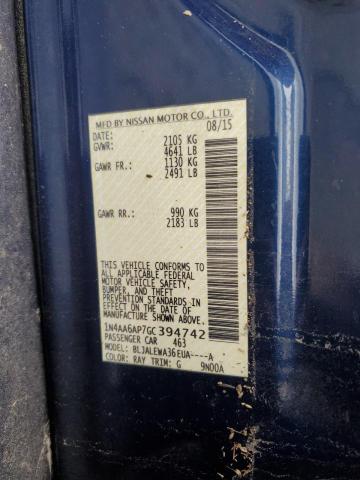 MFD BY NISSAN MOTOR CO., LTD.
DATE: 08/15
GVWR: 2105 KG
4641 LB
GAWR FR.: 1130 KG
2491 LB
GAWR RR.: 990 KG
2183 LB
THIS VEHICLE CONFORMS TO ALL
APPLICABLE FEDERAL
MOTOR VEHICLE SAFETY,
BUMPER, AND THEFT
PREVENTION STANDARDS
IN EFFECT ON THE DATE OF
MANUFACTURE SHOWN ABOVE.
1N4AA6AP7GC394742
PASSENGER CAR 463
MODEL: BLJALEWA36EUA----A
COLOR: RAY TRIM: G 9N00A